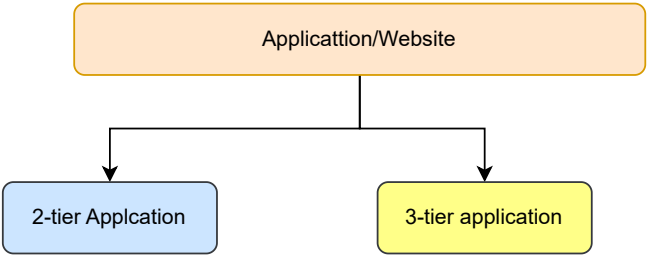 Applicattion/Website
2-tier Applcation
3-tier application